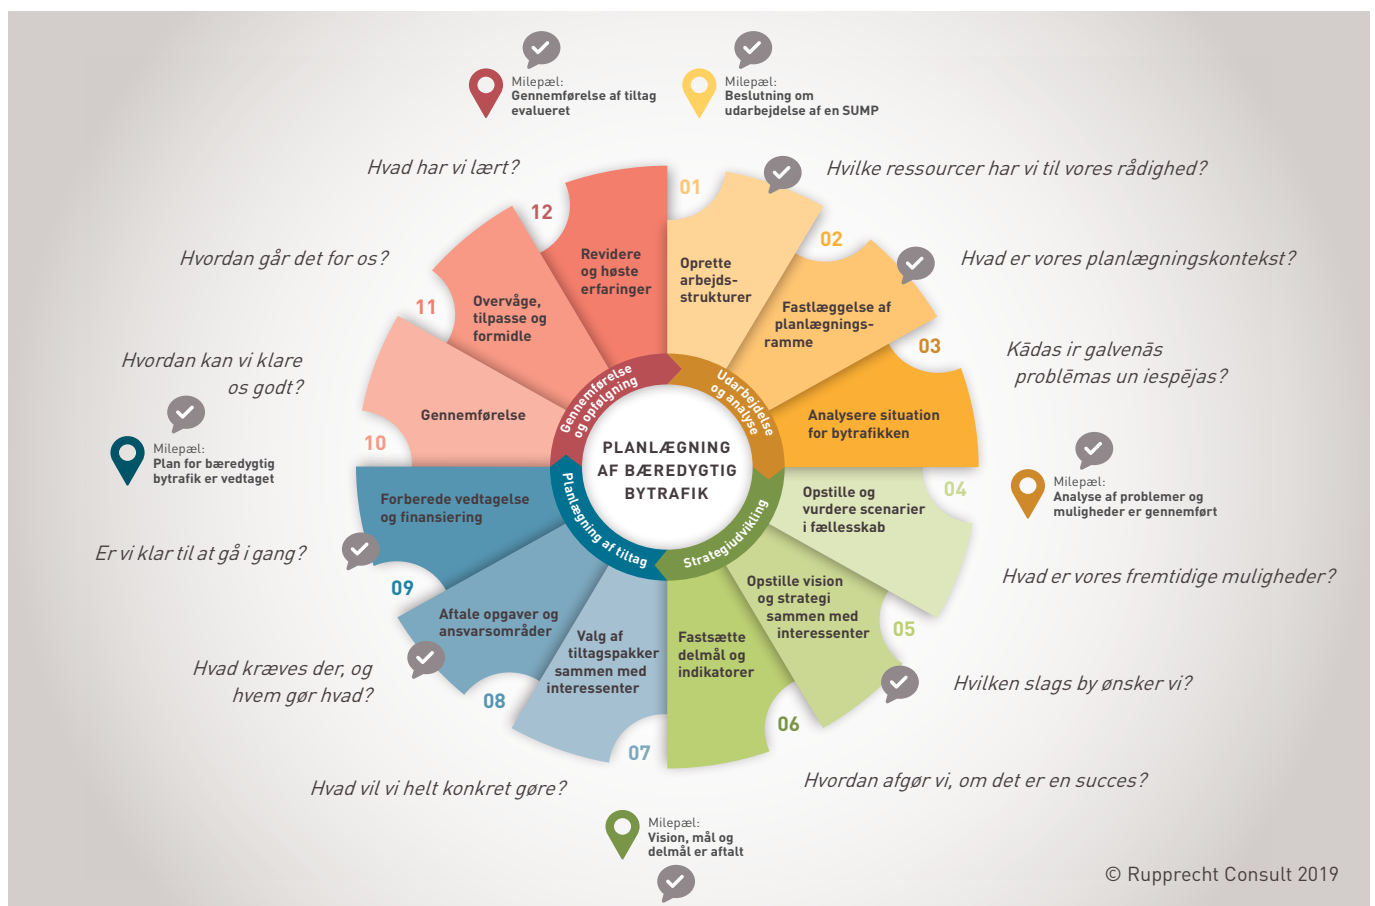 Milepæl:
Gennemførelse af tiltag
evalueret
Milepæl:
Beslutning om
udarbejdelse af en SUMP
Hvad har vi lært?
Hvilke ressourcer har vi til vores rådighed?
Hvordan går det for os?
Hvad er vores planlægningskontekst?
Hvordan kan vi klare
os godt?
Kādas ir galvenās
problēmas un iespējas?
Milepæl:
Plan for bæredygtig
bytrafik er vedtaget
Milepæl:
Analyse af problemer og
muligheder er gennemført
Er vi klar til at gå i gang?
Hvad er vores fremtidige muligheder?
Hvad kræves der, og
hvem gør hvad?
Hvilken slags by ønsker vi?
Hvad vil vi helt konkret gøre?
Hvordan afgør vi, om det er en succes?
Milepæl:
Vision, mål og
delmål er aftalt
01
Oprette
arbejds-
strukturer
02
Fastlæggelse af
planlægnings-
ramme
03
Analysere situation
for bytrafikken
04
Opstille og
vurdere scenarier
i fællesskab
05
Opstille vision
og strategi
sammen med
interessenter
06
Fastsætte
delmål og
indikatorer
07
Valg af
tiltagspakker
sammen med
interessenter
08
Aftale opgaver og
ansvarsområder
09
Forberede vedtagelse
og finansiering
10
Gennemførelse
11
Overvåge,
tilpasse og
formidle
12
Revidere
og høste
erfaringer
Udarbejdelse
og analyse
Strategiudvikling
Planlægning af tiltag
Gennemførelse
og opfølgning
PLANLÆGNING
AF BÆREDYGTIG
BYTRAFIK
© Rupprecht Consult 2019